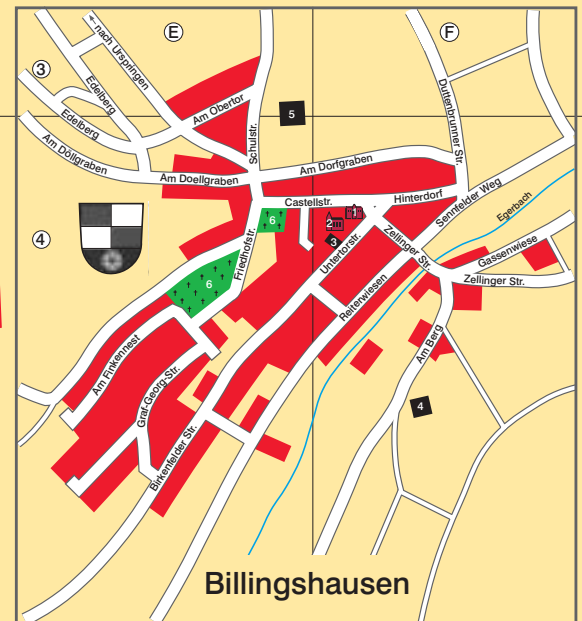 E
F
nach Urspringen
3
Edelberg
Edelberg
Am Obertor
5
Duttenbrunner Str.
Schulstr.
Am Döllgraben
Am Doellgraben
Am Dorfgraben
Castellstr.
Hinterdorf
Sennfelder Weg
Egerbach
4
6
1
2
3
Zellinger Str.
Gassenwiese
Zellinger Str.
Friedhofstr.
Untertorstr.
6
Reiterwiesen
Am Berg
Am Finkennest
Graf-Georg-Str.
4
Birkenfelder Str.
Billingshausen